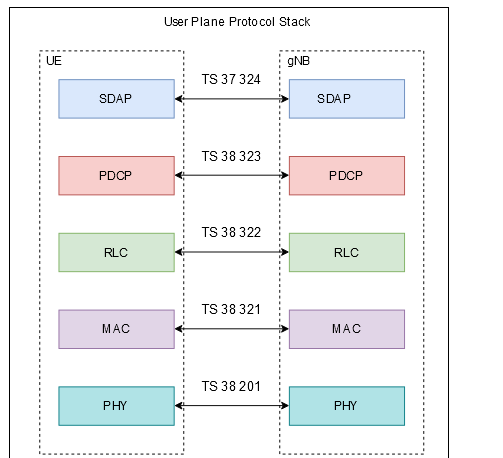 User Plane Protocol Stack
UE
gNB
TS 37 324
SDAP
SDAP
TS 38 323
PDCP
PDCP
TS 38 322
RLC
RLC
TS 38 321
MAC
MAC
TS 38 201
PHY
PHY